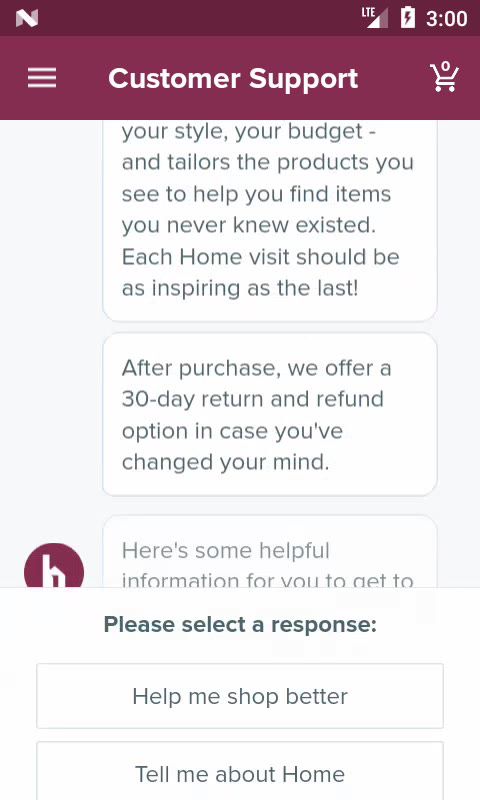 LTE 3:00
Customer Support
0
your style, your budget -
and tailors the products you
see to help you find items
you never knew existed.
Each Home visit should be
as inspiring as the last!
After purchase, we offer a
30-day return and refund
option in case you've
changed your mind.
Here's some helpful
information for you to get to
h
Please select a response:
Help me shop better
Tell me about Home